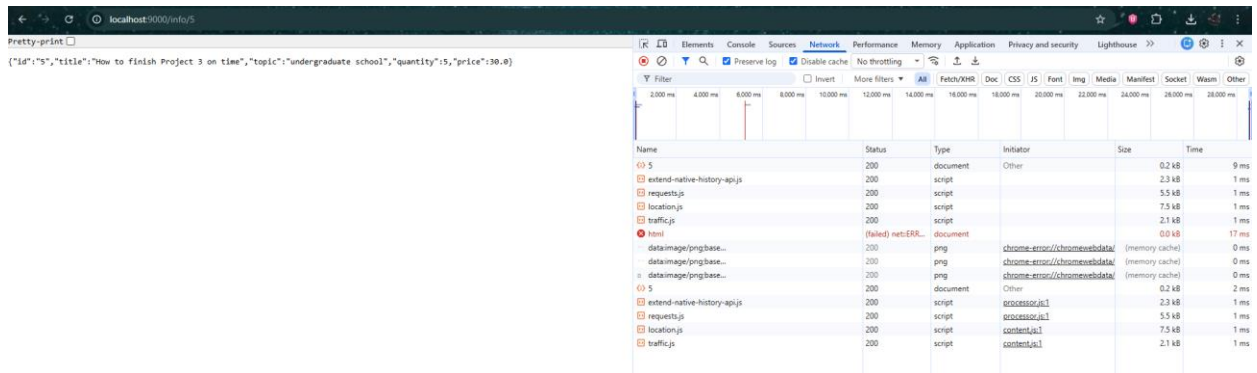 localhost:9000/info/5
Pretty-print
{"id":"5","title":"How to finish Project 3 on time","topic":"undergraduate school","quantity":5,"price":30.0}
Elements Console Sources Network Performance Memory Application Privacy and security Lighthouse
Preserve log Disable cache No throttling
Filter Invert More filters All Fetch/XHR Doc CSS JS Font Img Media Manifest Socket Wasm Other
2,000 ms 4,000 ms 6,000 ms 8,000 ms 10,000 ms 12,000 ms 14,000 ms 16,000 ms 18,000 ms 20,000 ms 22,000 ms 24,000 ms 26,000 ms 28,000 ms
Name Status Type Initiator Size Time
5 200 document Other 0.2 kB 9 ms
extend-native-history-api.js 200 script 2.3 kB 1 ms
requests.js 200 script 5.5 kB 1 ms
location.js 200 script 7.5 kB 1 ms
traffic.js 200 script 2.1 kB 1 ms
html (failed) net::ERR... document 0.0 kB 17 ms
data:image/png;base... 200 png chrome-error://chromewebdata/ (memory cache) 0 ms
data:image/png;base... 200 png chrome-error://chromewebdata/ (memory cache) 0 ms
data:image/png;base... 200 png chrome-error://chromewebdata/ (memory cache) 0 ms
5 200 document Other 0.2 kB 2 ms
extend-native-history-api.js 200 script processor.js:1 2.3 kB 1 ms
requests.js 200 script processor.js:1 5.5 kB 1 ms
location.js 200 script content.js:1 7.5 kB 1 ms
traffic.js 200 script content.js:1 2.1 kB 1 ms